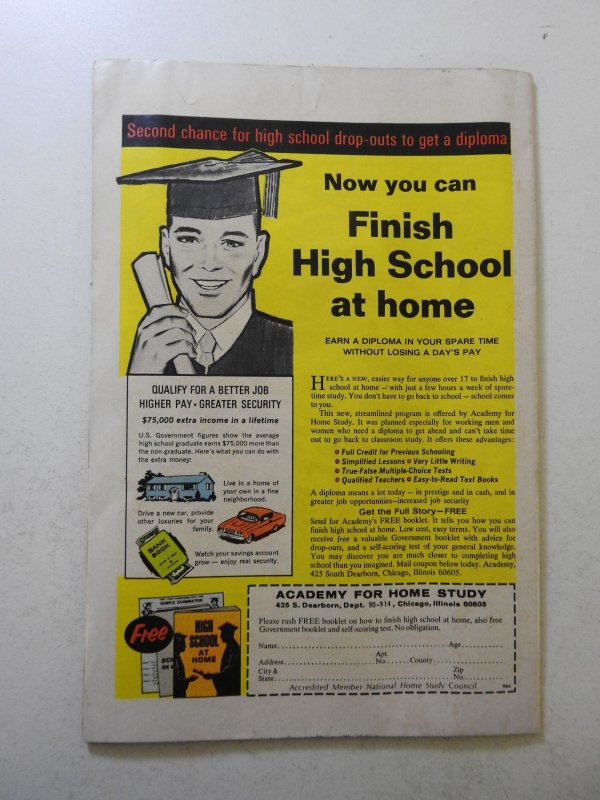 Second chance for high school drop-outs to get a diploma
Now you can
Finish
High School
at home
EARN A DIPLOMA IN YOUR SPARE TIME
WITHOUT LOSING A DAY'S PAY
HERE'S A NEW, easier way for anyone over 17 to finish high
school at home — with just a few hours a week of spare-
time study. You don't have to go back to school — school comes
to you.
This new, streamlined program is offered by Academy for
Home Study. It was planned especially for working men and
women who need a diploma to get ahead and can't take time
out to go back to classroom study. It offers these advantages:
Full Credit for Previous Schooling
Simplified Lessons Very Little Writing
True-False Multiple-Choice Tests
Qualified Teachers Easy-to-Read Text Books
A diploma means a lot today — in prestige and in cash, and in
greater job opportunities—increased job security
Get the Full Story—FREE
Send for Academy's FREE booklet. It tells you how you can
finish high school at home. Low cost, easy terms. You will also
receive free a valuable Government booklet with advice for
drop-outs, and a self-scoring test of your general knowledge.
You may discover you are much closer to completing high
school than you imagined. Mail coupon below today. Academy,
425 South Dearborn, Chicago, Illinois 60605.
QUALIFY FOR A BETTER JOB
HIGHER PAY • GREATER SECURITY
$75,000 extra income in a lifetime
U.S. Government figures show the average
high school graduate earns $75,000 more than
the non-graduate. Here's what you can do with
the extra money:
Live in a home of
your own in a fine
neighborhood.
Drive a new car, provide
other luxuries for your
family.
BANK
BOOK
Watch your savings account
grow — enjoy real security.
SAMPLE EXAMINATION
Free
HIGH
SCHOOL
AT
HOME
ACADEMY FOR HOME STUDY
425 S. Dearborn, Dept. 90-914, Chicago, Illinois 60605
Please rush FREE booklet on how to finish high school at home, also free
Government booklet and self-scoring test. No obligation.
Name Age
Apt.
Address No. County
City & Zip
State No
Accredited Member National Home Study Council